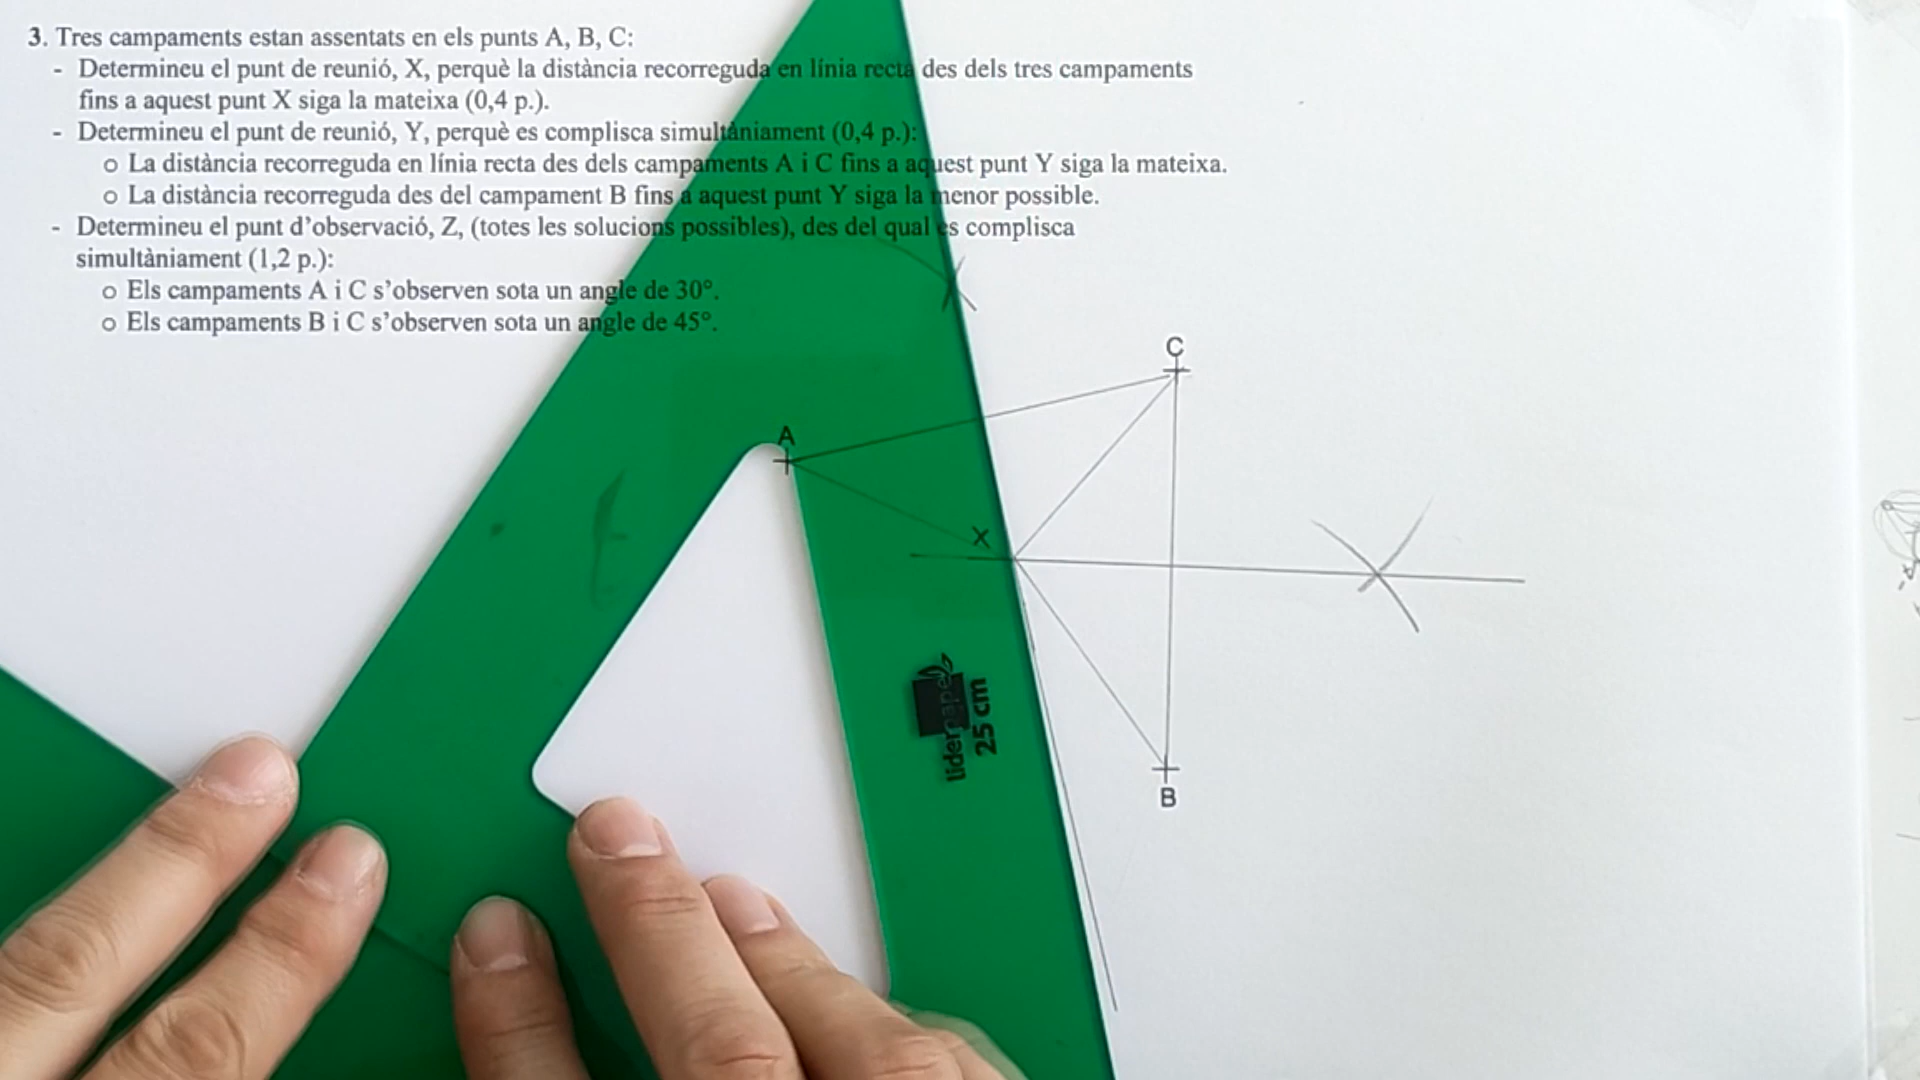 3. Tres campaments estan assentats en els punts A, B, C:
- Determineu el punt de reunió, X, perquè la distància recorreguda en línia recta des dels tres campaments
fins a aquest punt X siga la mateixa (0,4 p.).
- Determineu el punt de reunió, Y, perquè es complisca simultàniament (0,4 p.):
o La distància recorreguda en línia recta des dels campaments A i C fins a aquest punt Y siga la mateixa.
o La distància recorreguda des del campament B fins a aquest punt Y siga la menor possible.
- Determineu el punt d'observació, Z, (totes les solucions possibles), des del qual es complisca
simultàniament (1,2 p.):
o Els campaments A i C s'observen sota un angle de 30°.
o Els campaments B i C s'observen sota un angle de 45°.
C
A
X
liderpapel
25 cm
B